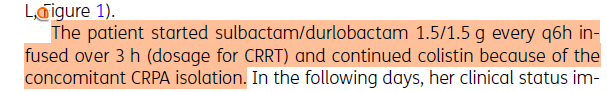 L, Figure 1).
The patient started sulbactam/durlobactam 1.5/1.5 g every q6h in-
fused over 3 h (dosage for CRRT) and continued colistin because of the
concomitant CRPA isolation. In the following days, her clinical status im-